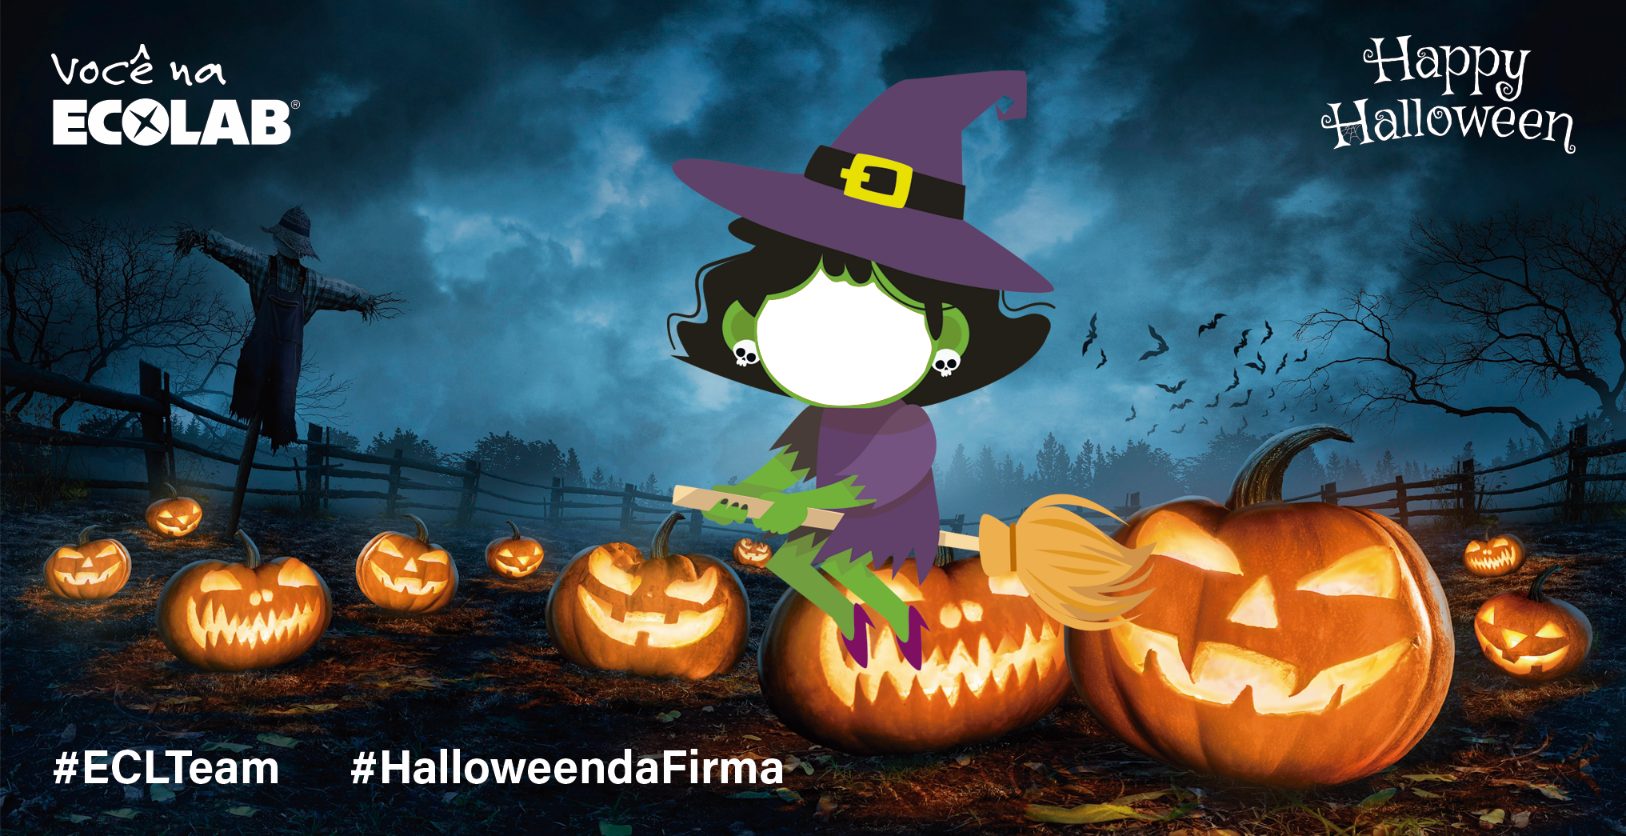 Você na
ECOLAB®
Happy
Halloween
#ECLTeam #HalloweendaFirma